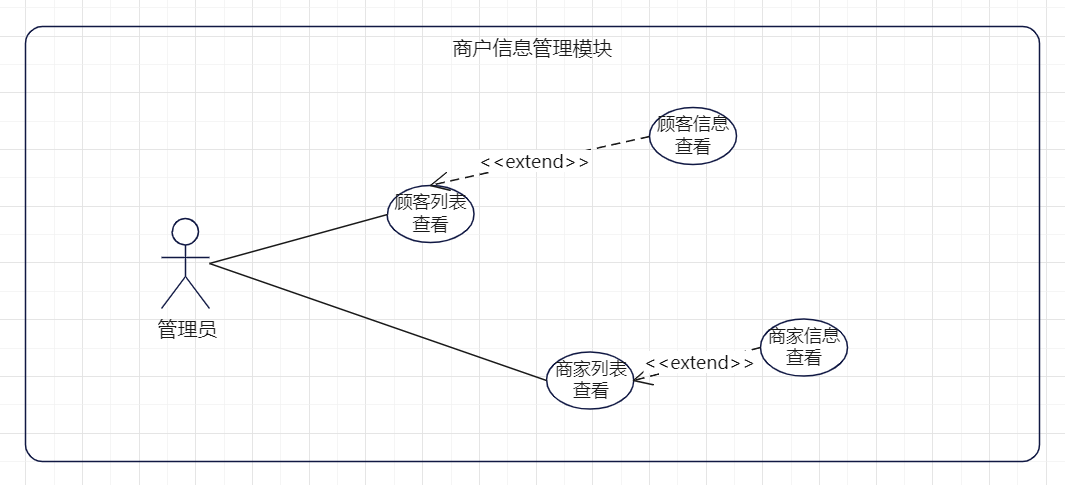 商户信息管理模块
顾客信息
查看
<<extend>>
顾客列表
查看
管理员
商家信息
查看
<<extend>>
商家列表
查看